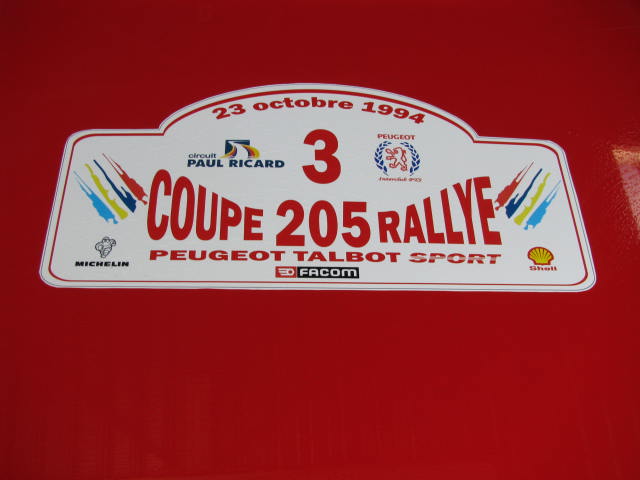 23 octobre 1994
circuit
PAUL RICARD
3
PEUGEOT
COUPE 205 RALLYE
PEUGEOT TALBOT SPORT
MICHELIN
FACOM
Shell